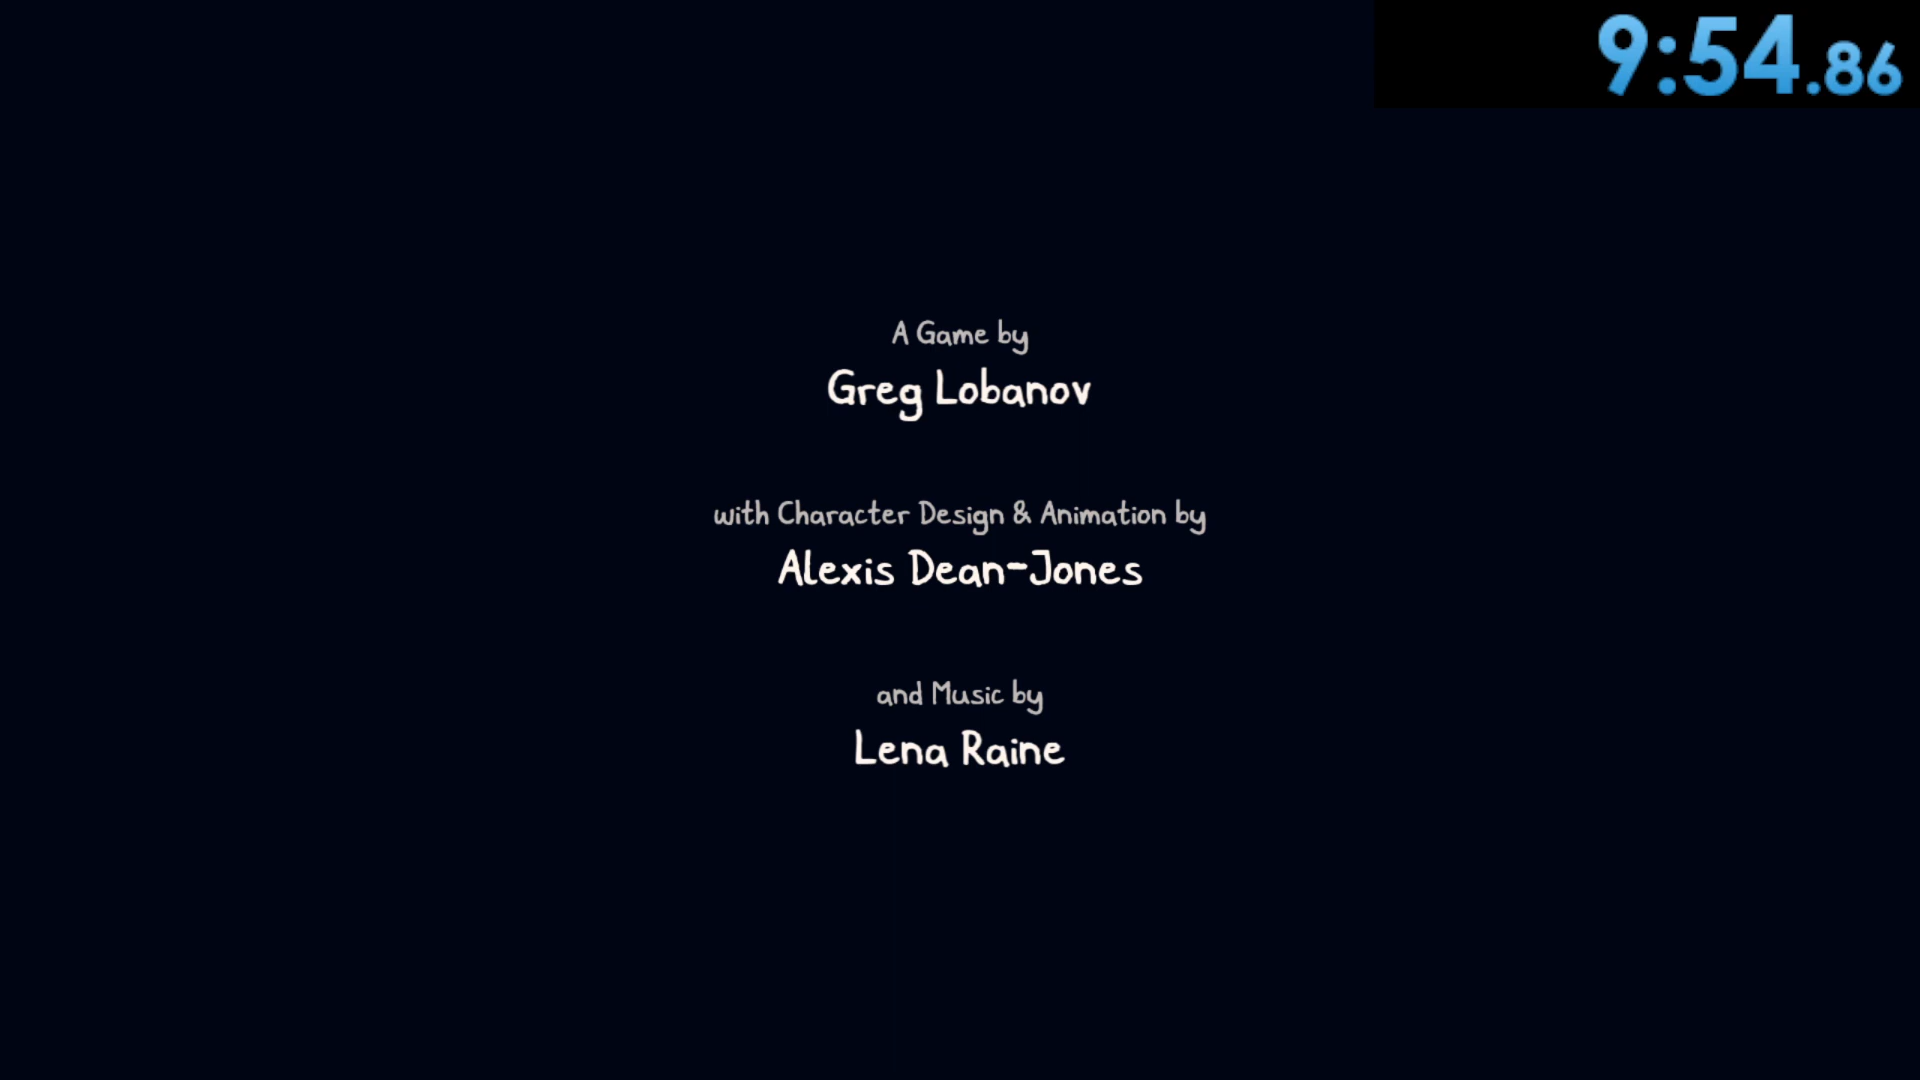 9:54.86
A Game by
Greg Lobanov
with Character Design & Animation by
Alexis Dean-Jones
and Music by
Lena Raine